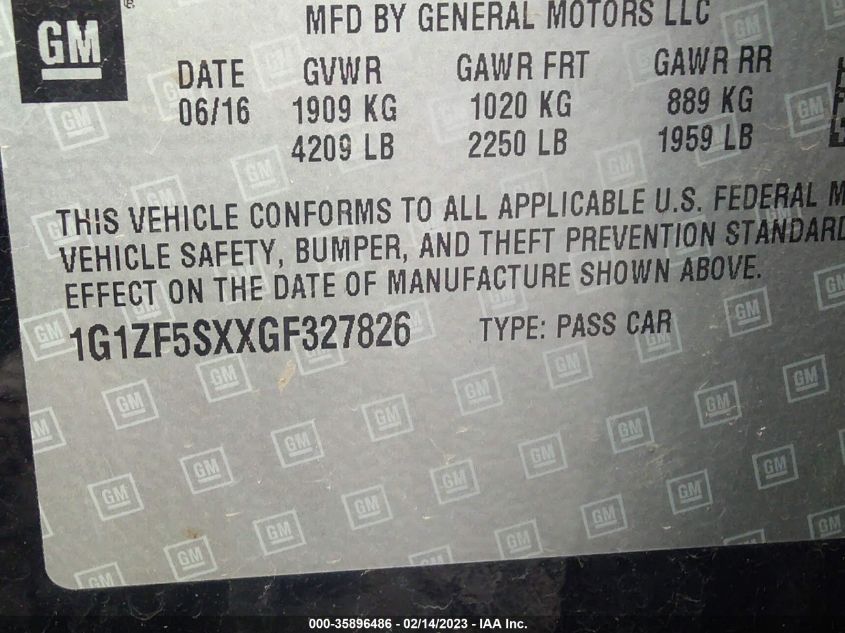 GM
MFD BY GENERAL MOTORS LLC
DATE GVWR GAWR FRT GAWR RR
06/16 1909 KG 1020 KG 889 KG
4209 LB 2250 LB 1959 LB
THIS VEHICLE CONFORMS TO ALL APPLICABLE U.S. FEDERAL M
VEHICLE SAFETY, BUMPER, AND THEFT PREVENTION STANDARD
EFFECT ON THE DATE OF MANUFACTURE SHOWN ABOVE.
1G1ZF5SXXGF327826 TYPE: PASS CAR
000-35896486 - 02/14/2023 - IAA Inc.